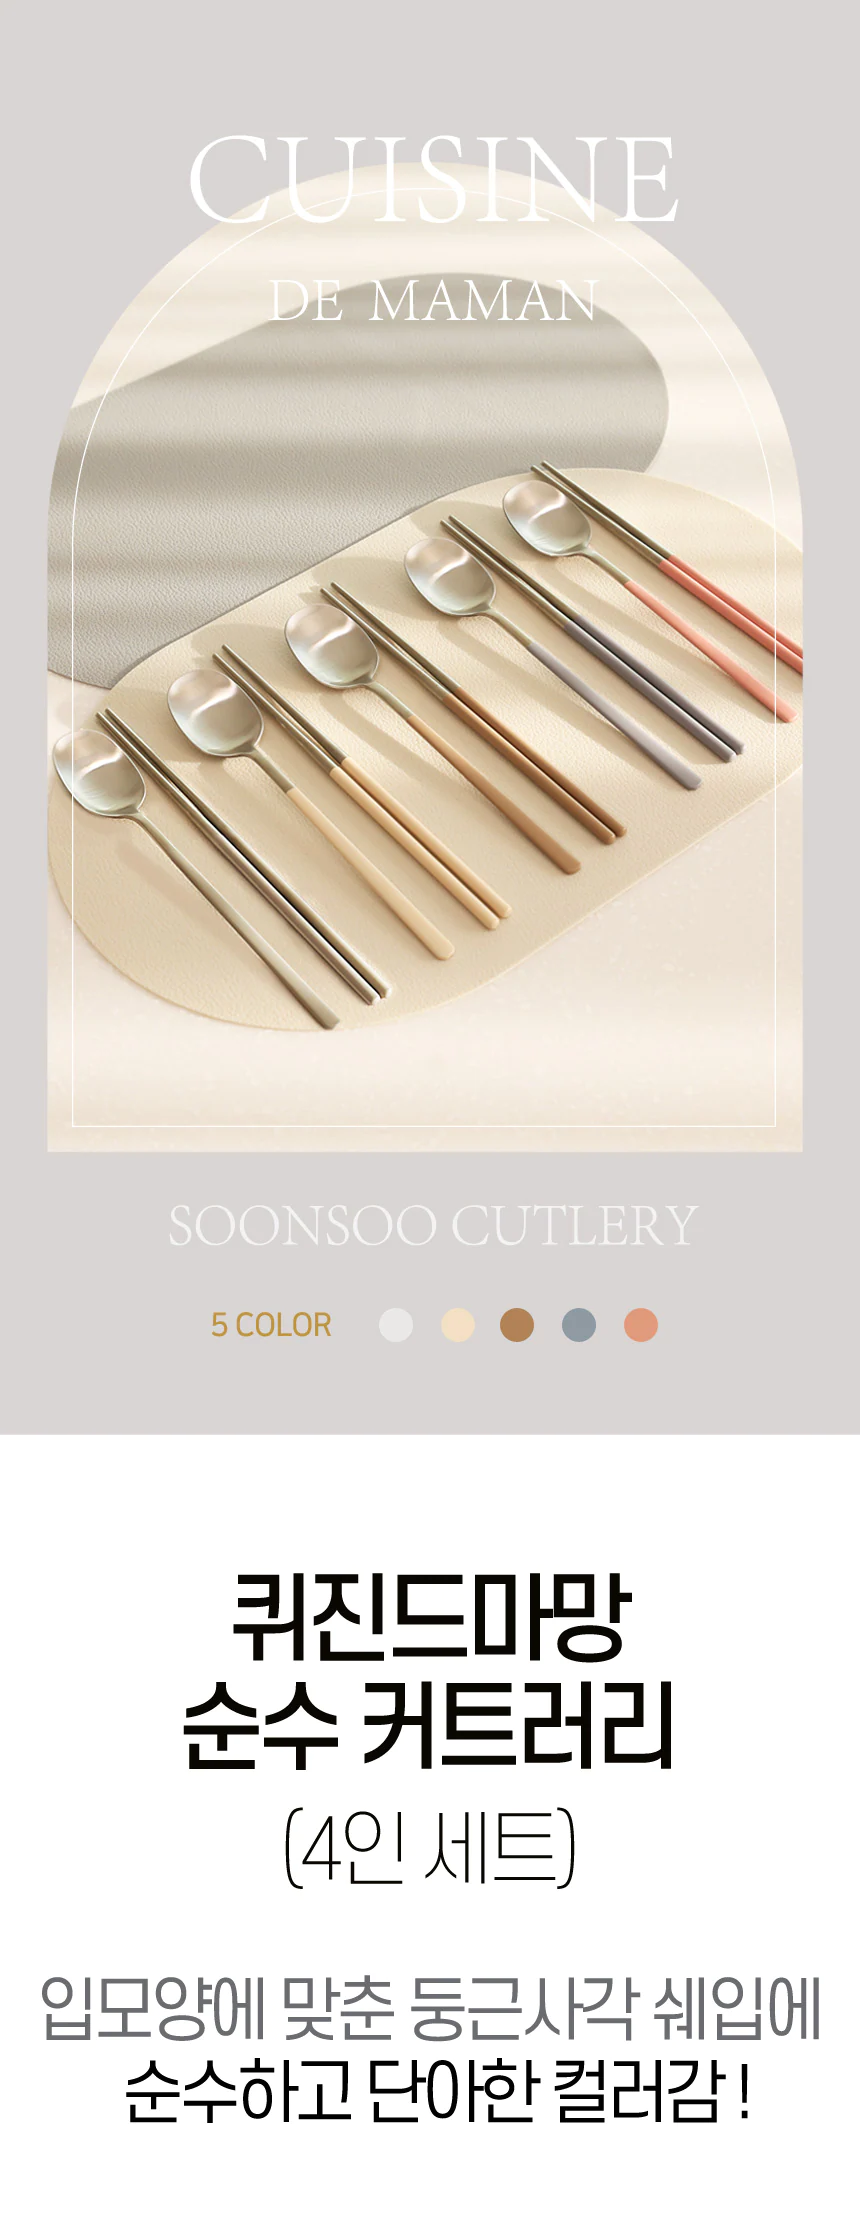 CUISINE
DE MAMAN
SOONSOO CUTLERY
5 COLOR
퀴진드마망
순수 커트러리
(4인 세트)
입모양에 맞춘 둥근사각 쉐입에
순수하고 단아한 컬러감 !